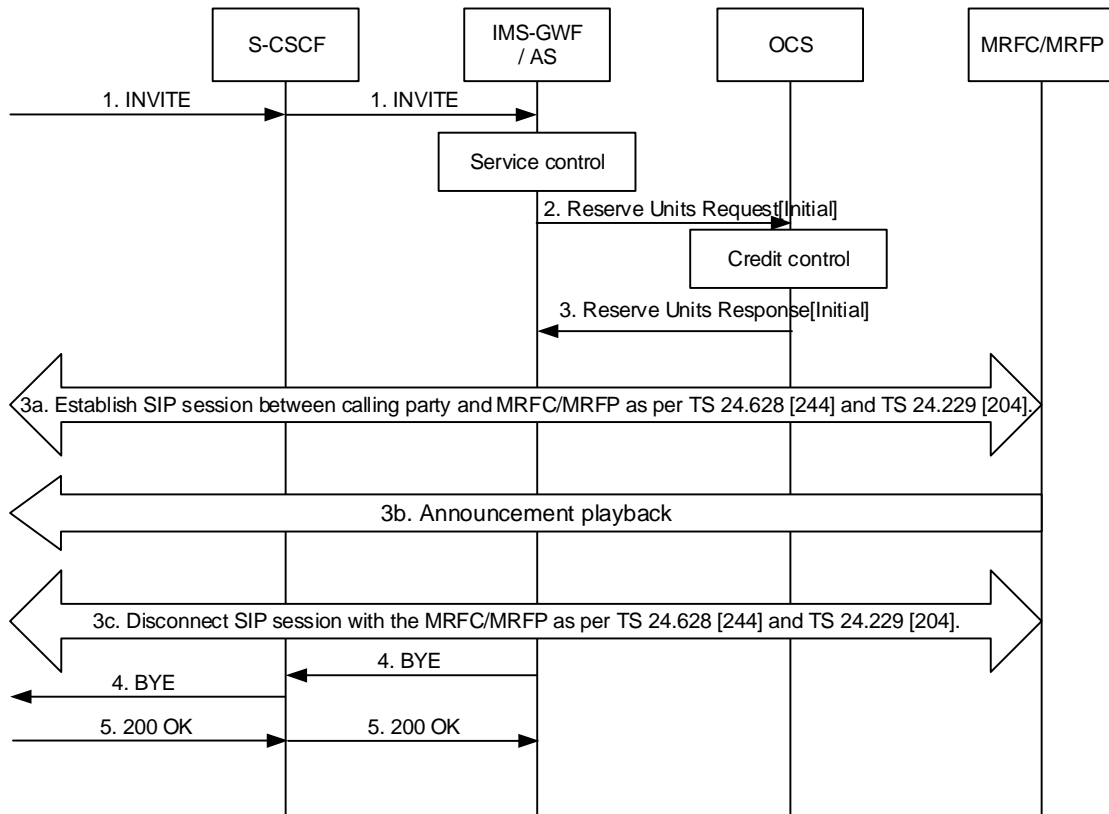 S-CSCF
IMS-GWF
/ AS
OCS
MRFC/MRFP
1. INVITE
1. INVITE
Service control
2. Reserve Units Request[Initial]
Credit control
3. Reserve Units Response[Initial]
3a. Establish SIP session between calling party and MRFC/MRFP as per TS 24.628 [244] and TS 24.229 [204].
3b. Announcement playback
3c. Disconnect SIP session with the MRFC/MRFP as per TS 24.628 [244] and TS 24.229 [204].
4. BYE
4. BYE
5. 200 OK
5. 200 OK